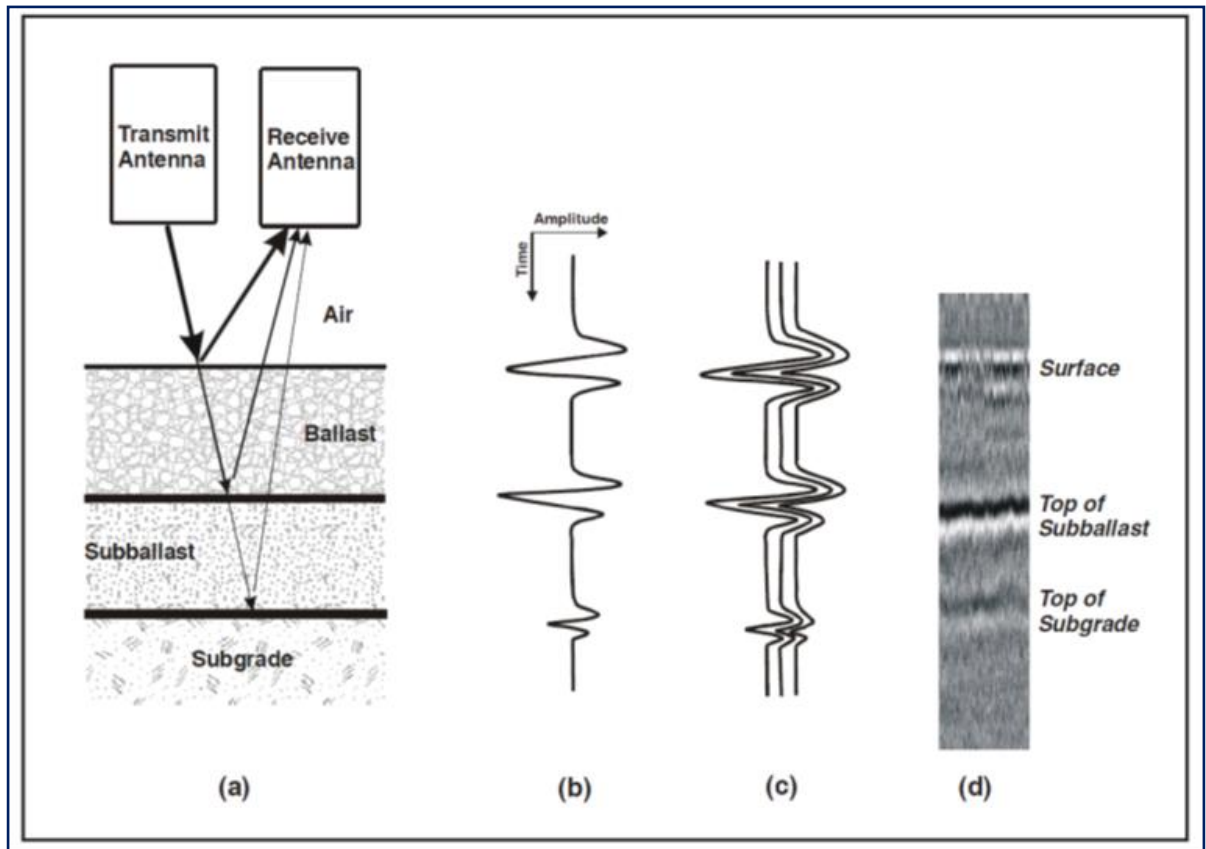 Transmit
Antenna
Receive
Antenna
Air
Ballast
Subballast
Subgrade
Amplitude
Time
Surface
Top of
Subballast
Top of
Subgrade
(a)
(b)
(c)
(d)